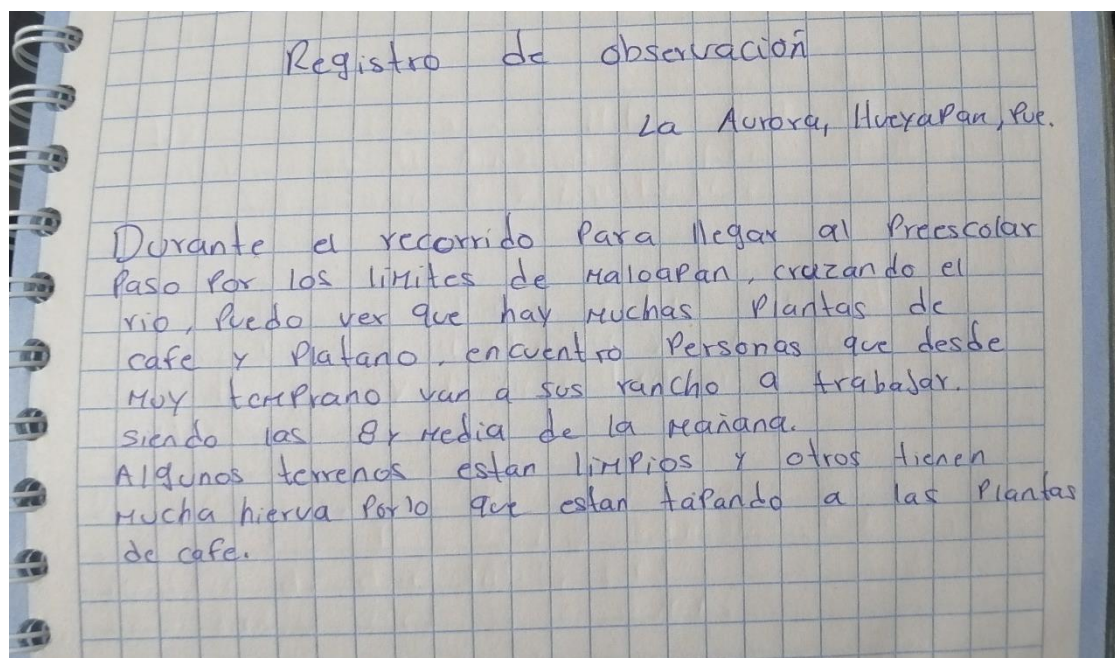 Registro de observación
La Aurora, Hueyapan, Pue.
Durante el recorrido para llegar al Preescolar
Paso por los limites de Maloapan, cruzando el
rio, Puedo ver que hay muchas Plantas de
cafe y Platano, encuentro Personas que desde
muy temprano van a sus rancho a trabajar.
siendo las 8 y media de la mañana.
Algunos terrenos estan limpios y otros tienen
mucha hierva Por lo que estan tapando a las Plantas
de cafe.